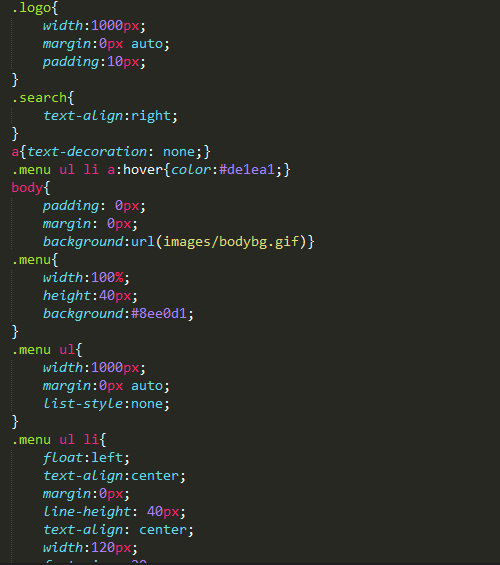 .logo{
width:1000px;
margin:0px auto;
padding:10px;
}
.search{
text-align:right;
}
a{text-decoration: none;}
.menu ul li a:hover{color:#de1ea1;}
body{
padding: 0px;
margin: 0px;
background:url(images/bodybg.gif)}
.menu{
width:100%;
height:40px;
background:#8ee0d1;
}
.menu ul{
width:1000px;
margin:0px auto;
list-style:none;
}
.menu ul li{
float:left;
text-align:center;
margin:0px;
line-height: 40px;
text-align: center;
width:120px;